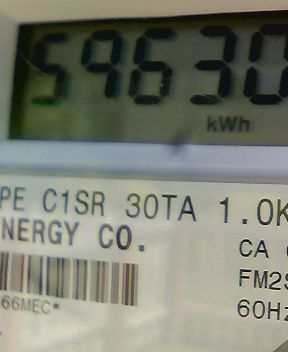 59630
kWh
PE C1SR 30TA 1.0K
NERGY CO.
CA
FM2S
66MEC*
60Hz